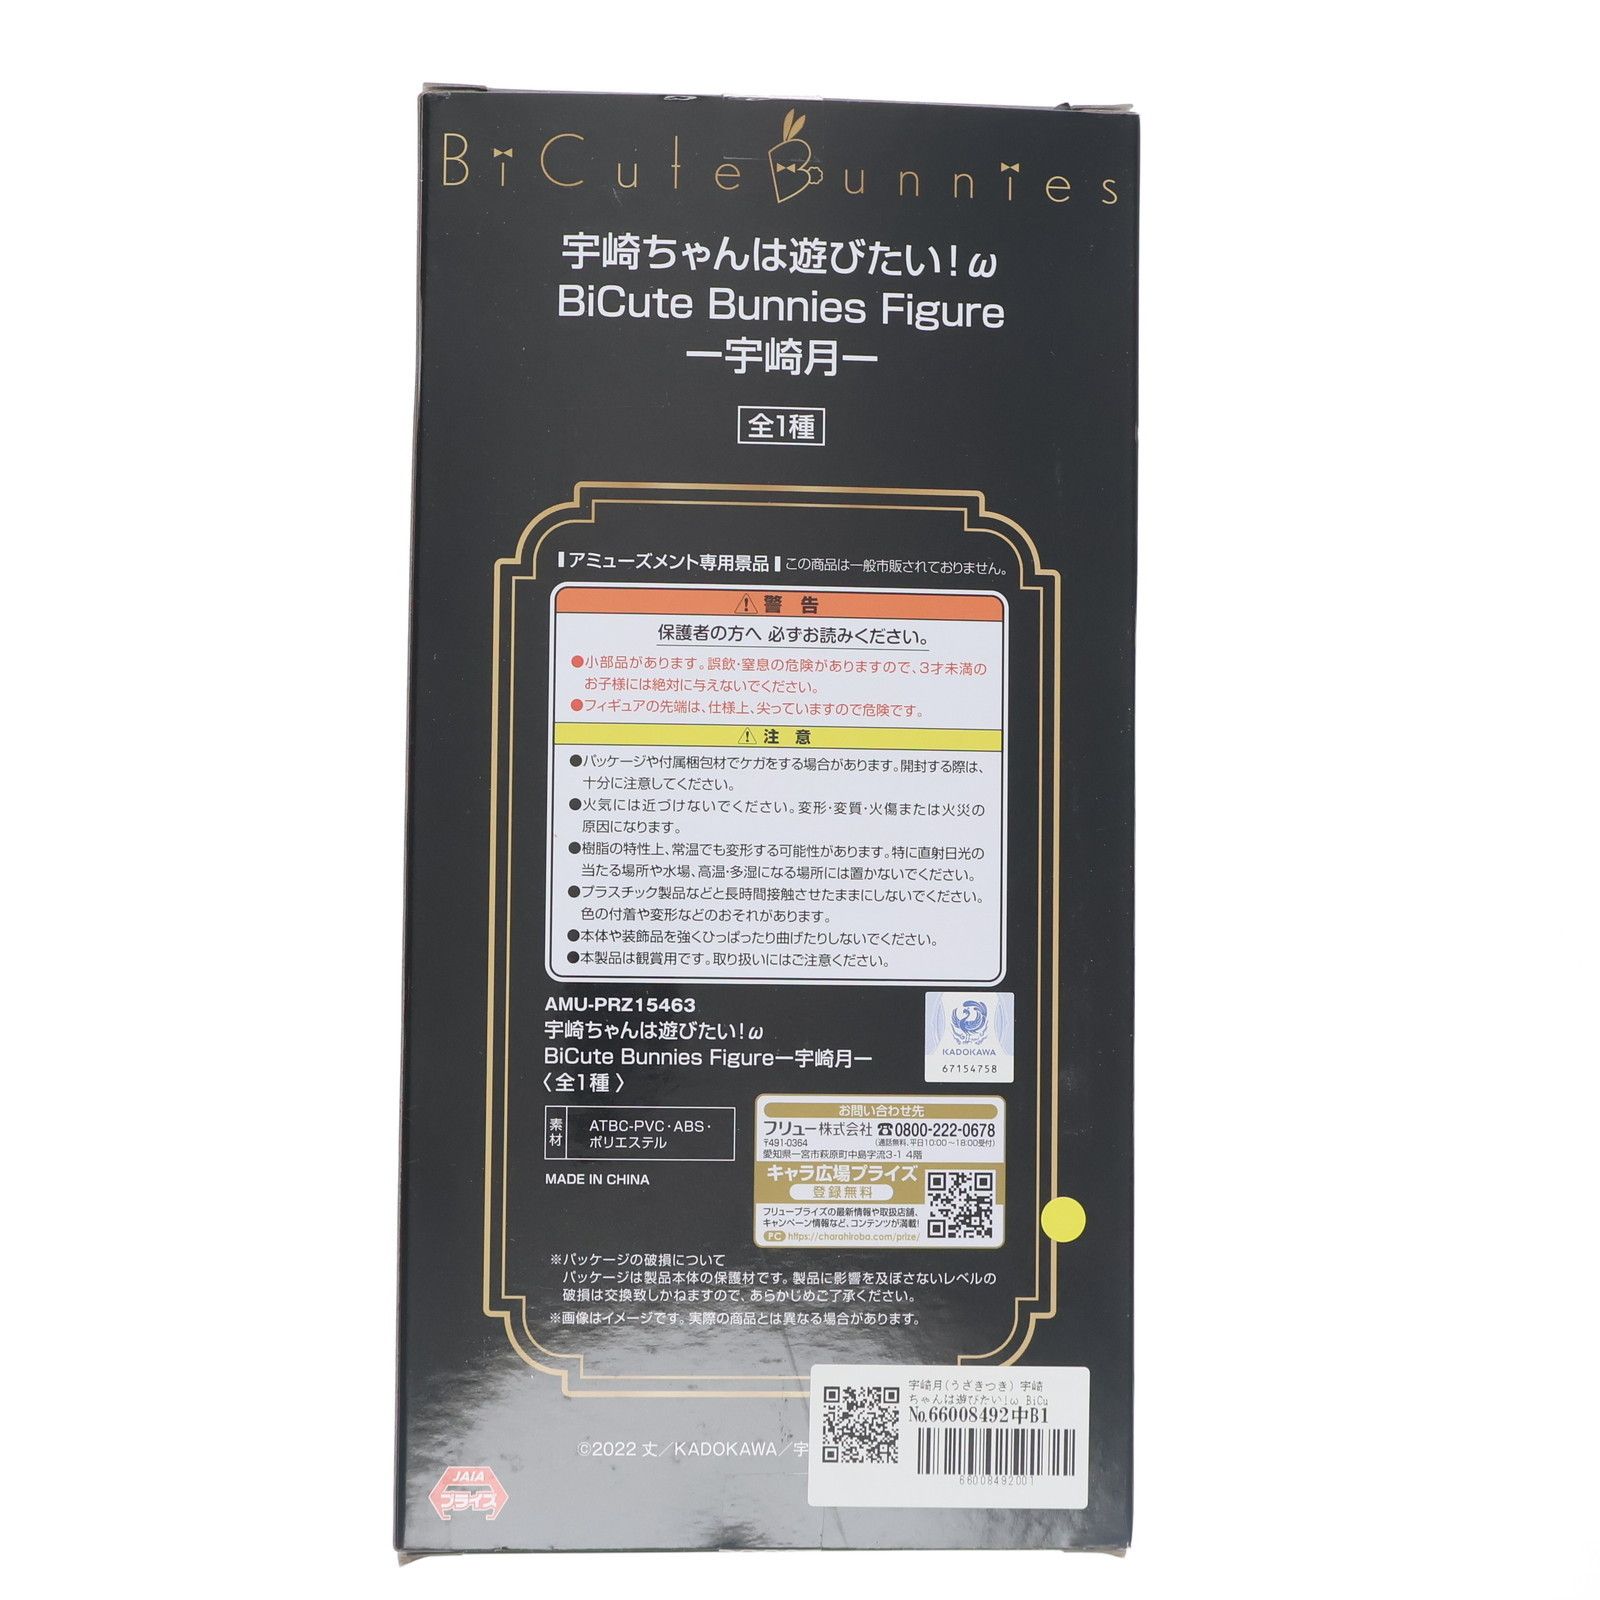 BiCute Bunnies
宇崎ちゃんは遊びたい!ω
BiCute Bunnies Figure
ー宇崎月ー
全1種
アミューズメント専用景品 この商品は一般市販されておりません。
警告
保護者の方へ 必ずお読みください。
●小部品があります。誤飲・窒息の危険がありますので、3才未満の
お子様には絶対に与えないでください。
●フィギュアの先端は、仕様上、尖っていますので危険です。
注意
●パッケージや付属梱包材でケガをする場合があります。開封する際は、
十分に注意してください。
●火気には近づけないでください。変形・変質・火傷または火災の
原因になります。
●樹脂の特性上、常温でも変形する可能性があります。特に直射日光の
当たる場所や水場、高温・多湿になる場所には置かないでください。
●プラスチック製品などと長時間接触させたままにしないでください。
色の付着や変形などのおそれがあります。
●本体や装飾品を強くひっぱったり曲げたりしないでください。
●本製品は観賞用です。取り扱いにはご注意ください。
AMU-PRZ15463
宇崎ちゃんは遊びたい!ω
BiCute Bunnies Figureー宇崎月ー
〈全1種〉
KADOKAWA
67154758
素材
ATBC-PVC・ABS・
ポリエステル
MADE IN CHINA
お問い合わせ先
フリュー株式会社 ☎0800-222-0678
〒491-0364 (通話無料、平日10:00〜18:00受付)
愛知県一宮市萩原町中島字流3-1 4階
キャラ広場プライズ
登録無料
フリュープライズの最新情報や取扱店舗、
キャンペーン情報など、コンテンツが満載!
PC https://charahiroba.com/prize/
※パッケージの破損について
パッケージは製品本体の保護材です。製品に影響を及ぼさないレベルの
破損は交換致しかねますので、あらかじめご了承ください。
※画像はイメージです。実際の商品とは異なる場合があります。
©2022 丈/KADOKAWA/宇
JAIA
プライズ
宇崎月(うざきつき) 宇崎
ちゃんは遊びたい!ω BiCu
No.66008492中B1
66008492001